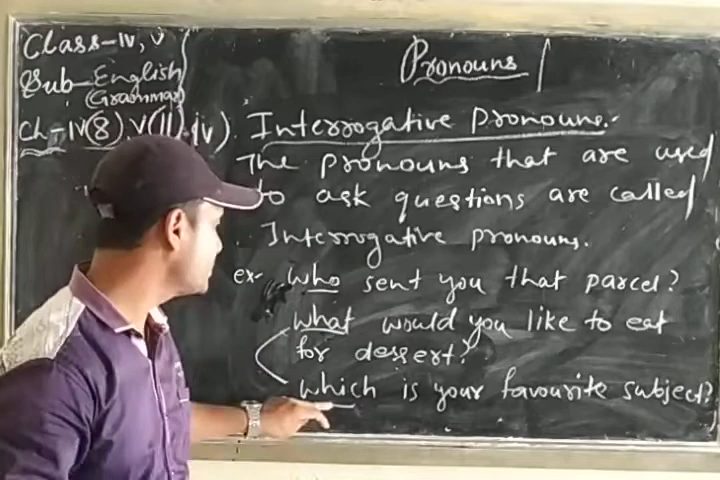 Class-IV, V
Sub-English
(Grammar)
Ch-IV(8), V(11)
Pronouns
iv). Interrogative pronouns.-
The pronouns that are used
to ask questions are called
Interrogative pronouns.
ex- Who sent you that parcel?
What would you like to eat
for dessert?
Which is your favourite subject?